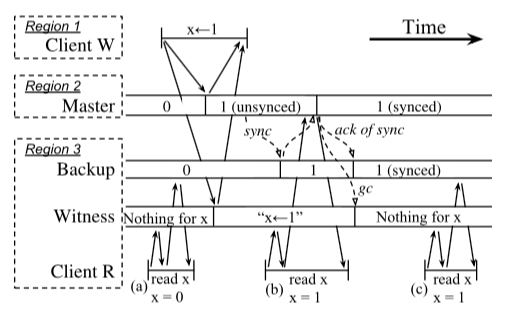 Region 1
Client W
x←1
Time
Region 2
Master
0
1 (unsynced)
1 (synced)
sync
ack of sync
Region 3
Backup
0
1
1 (synced)
gc
Witness
Nothing for x
“x←1”
Nothing for x
Client R
(a)
read x
x = 0
(b)
read x
x = 1
(c)
read x
x = 1